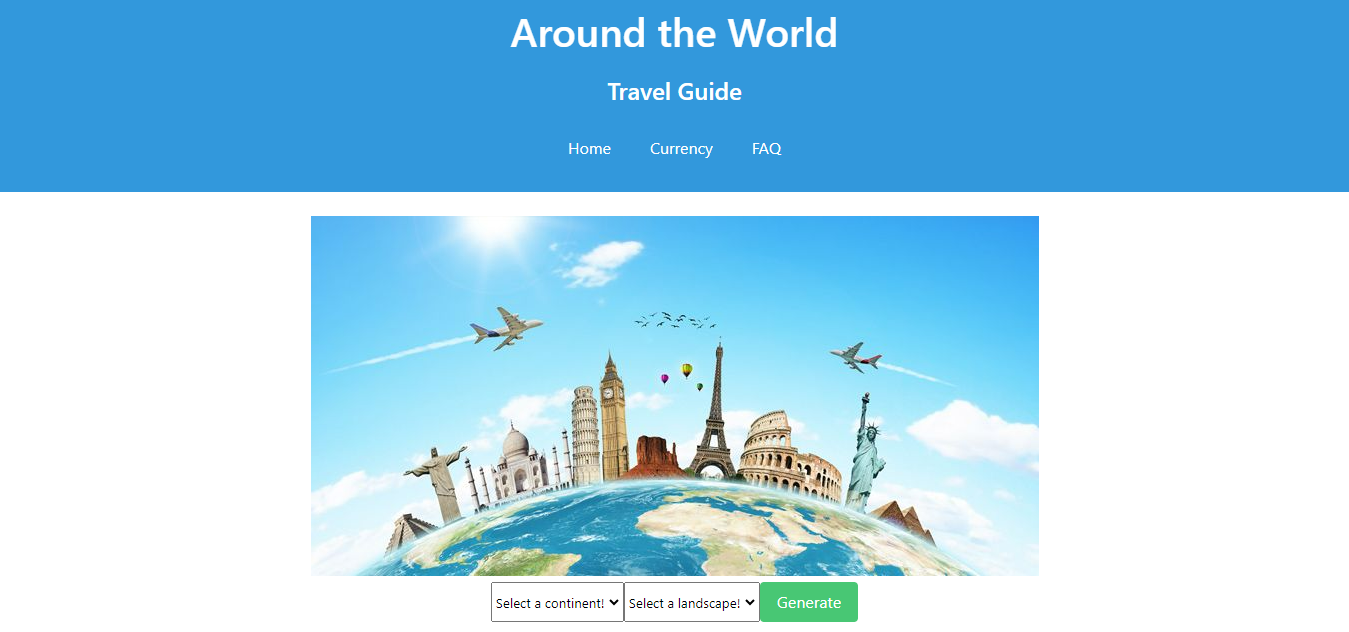 Around the World
Travel Guide
Home Currency FAQ
Select a continent! Select a landscape! Generate